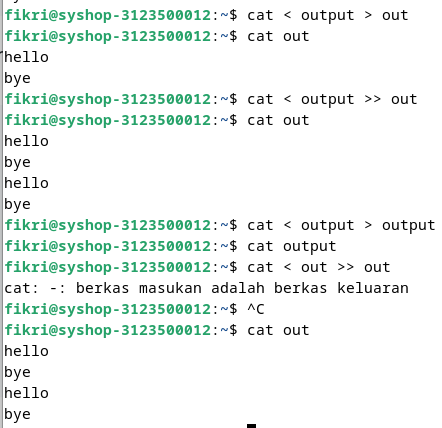 fikri@syshop-3123500012:~$ cat < output > out
fikri@syshop-3123500012:~$ cat out
hello
bye
fikri@syshop-3123500012:~$ cat < output >> out
fikri@syshop-3123500012:~$ cat out
hello
bye
hello
bye
fikri@syshop-3123500012:~$ cat < output > output
fikri@syshop-3123500012:~$ cat output
fikri@syshop-3123500012:~$ cat < out >> out
cat: -: berkas masukan adalah berkas keluaran
fikri@syshop-3123500012:~$ ^C
fikri@syshop-3123500012:~$ cat out
hello
bye
hello
bye